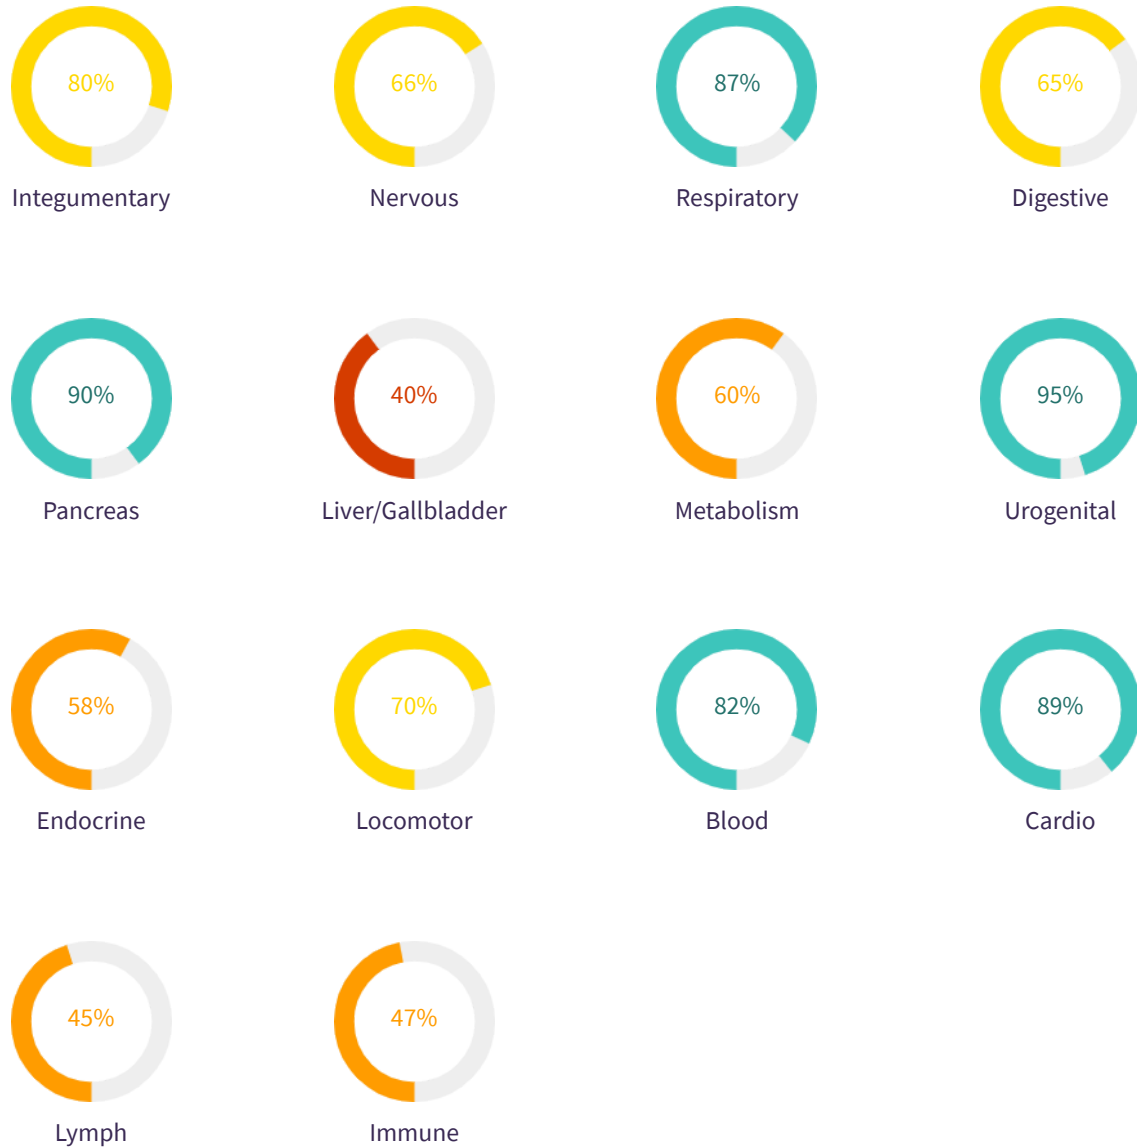 80% 66% 87% 65%
Integumentary Nervous Respiratory Digestive
90% 40% 60% 95%
Pancreas Liver/Gallbladder Metabolism Urogenital
58% 70% 82% 89%
Endocrine Locomotor Blood Cardio
45% 47%
Lymph Immune